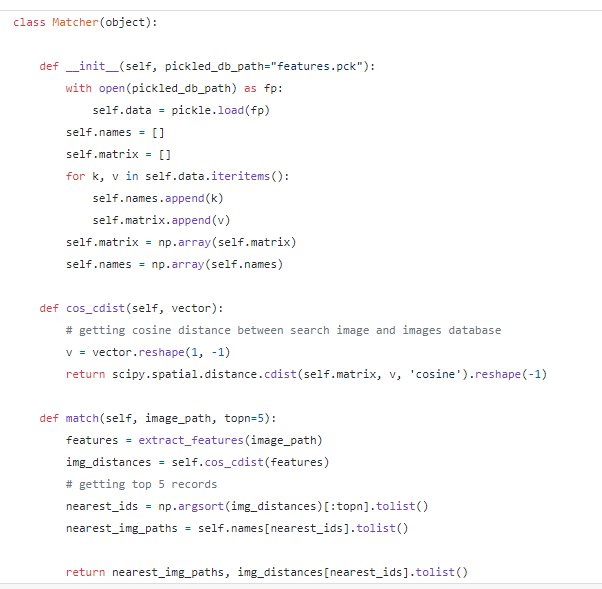 class Matcher(object):
    def __init__(self, pickled_db_path="features.pck"):
        with open(pickled_db_path) as fp:
            self.data = pickle.load(fp)
        self.names = []
        self.matrix = []
        for k, v in self.data.iteritems():
            self.names.append(k)
            self.matrix.append(v)
        self.matrix = np.array(self.matrix)
        self.names = np.array(self.names)
    def cos_cdist(self, vector):
        # getting cosine distance between search image and images database
        v = vector.reshape(1, -1)
        return scipy.spatial.distance.cdist(self.matrix, v, 'cosine').reshape(-1)
    def match(self, image_path, topn=5):
        features = extract_features(image_path)
        img_distances = self.cos_cdist(features)
        # getting top 5 records
        nearest_ids = np.argsort(img_distances)[:topn].tolist()
        nearest_img_paths = self.names[nearest_ids].tolist()
        return nearest_img_paths, img_distances[nearest_ids].tolist()